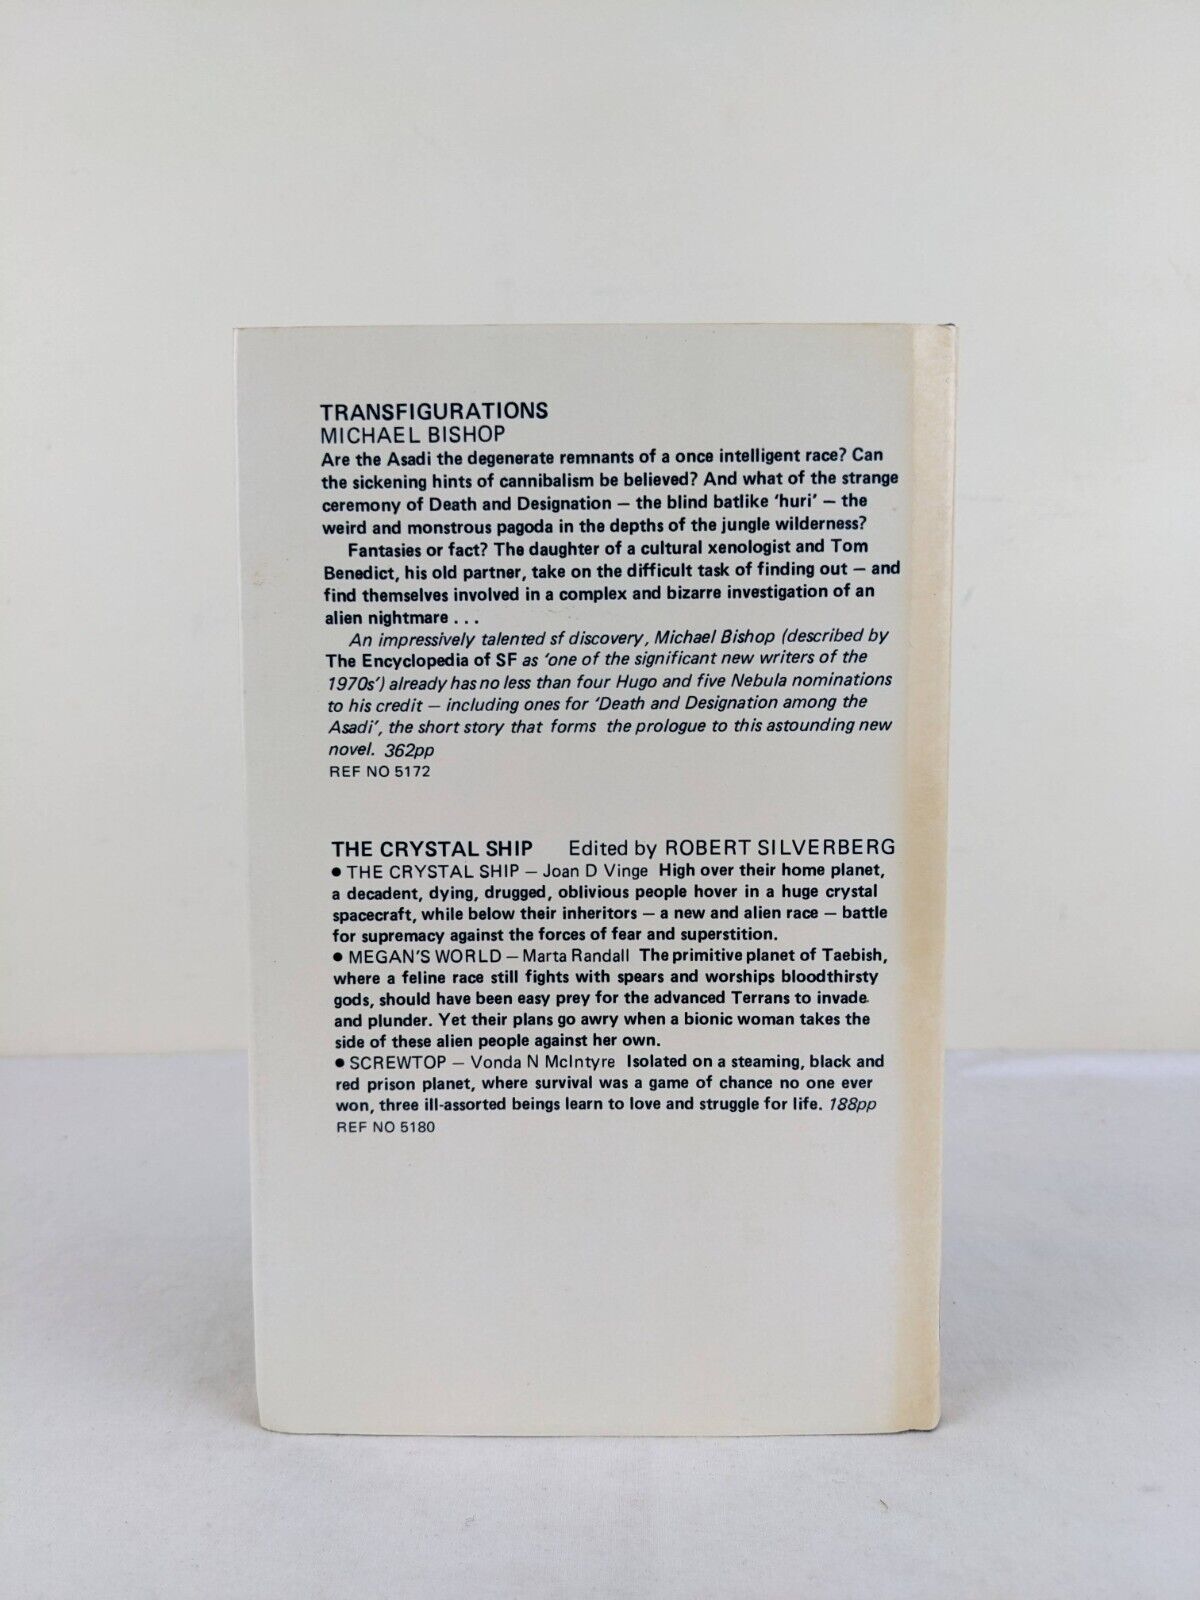 TRANSFIGURATIONS
MICHAEL BISHOP
Are the Asadi the degenerate remnants of a once intelligent race? Can
the sickening hints of cannibalism be believed? And what of the strange
ceremony of Death and Designation — the blind batlike ‘huri’ — the
weird and monstrous pagoda in the depths of the jungle wilderness?
Fantasies or fact? The daughter of a cultural xenologist and Tom
Benedict, his old partner, take on the difficult task of finding out — and
find themselves involved in a complex and bizarre investigation of an
alien nightmare . . .
An impressively talented sf discovery, Michael Bishop (described by
The Encyclopedia of SF as ‘one of the significant new writers of the
1970s’) already has no less than four Hugo and five Nebula nominations
to his credit — including ones for ‘Death and Designation among the
Asadi’, the short story that forms the prologue to this astounding new
novel. 362pp
REF NO 5172
THE CRYSTAL SHIP Edited by ROBERT SILVERBERG
● THE CRYSTAL SHIP — Joan D Vinge High over their home planet,
a decadent, dying, drugged, oblivious people hover in a huge crystal
spacecraft, while below their inheritors — a new and alien race — battle
for supremacy against the forces of fear and superstition.
● MEGAN’S WORLD — Marta Randall The primitive planet of Taebish,
where a feline race still fights with spears and worships bloodthirsty
gods, should have been easy prey for the advanced Terrans to invade
and plunder. Yet their plans go awry when a bionic woman takes the
side of these alien people against her own.
● SCREWTOP — Vonda N McIntyre Isolated on a steaming, black and
red prison planet, where survival was a game of chance no one ever
won, three ill-assorted beings learn to love and struggle for life. 188pp
REF NO 5180